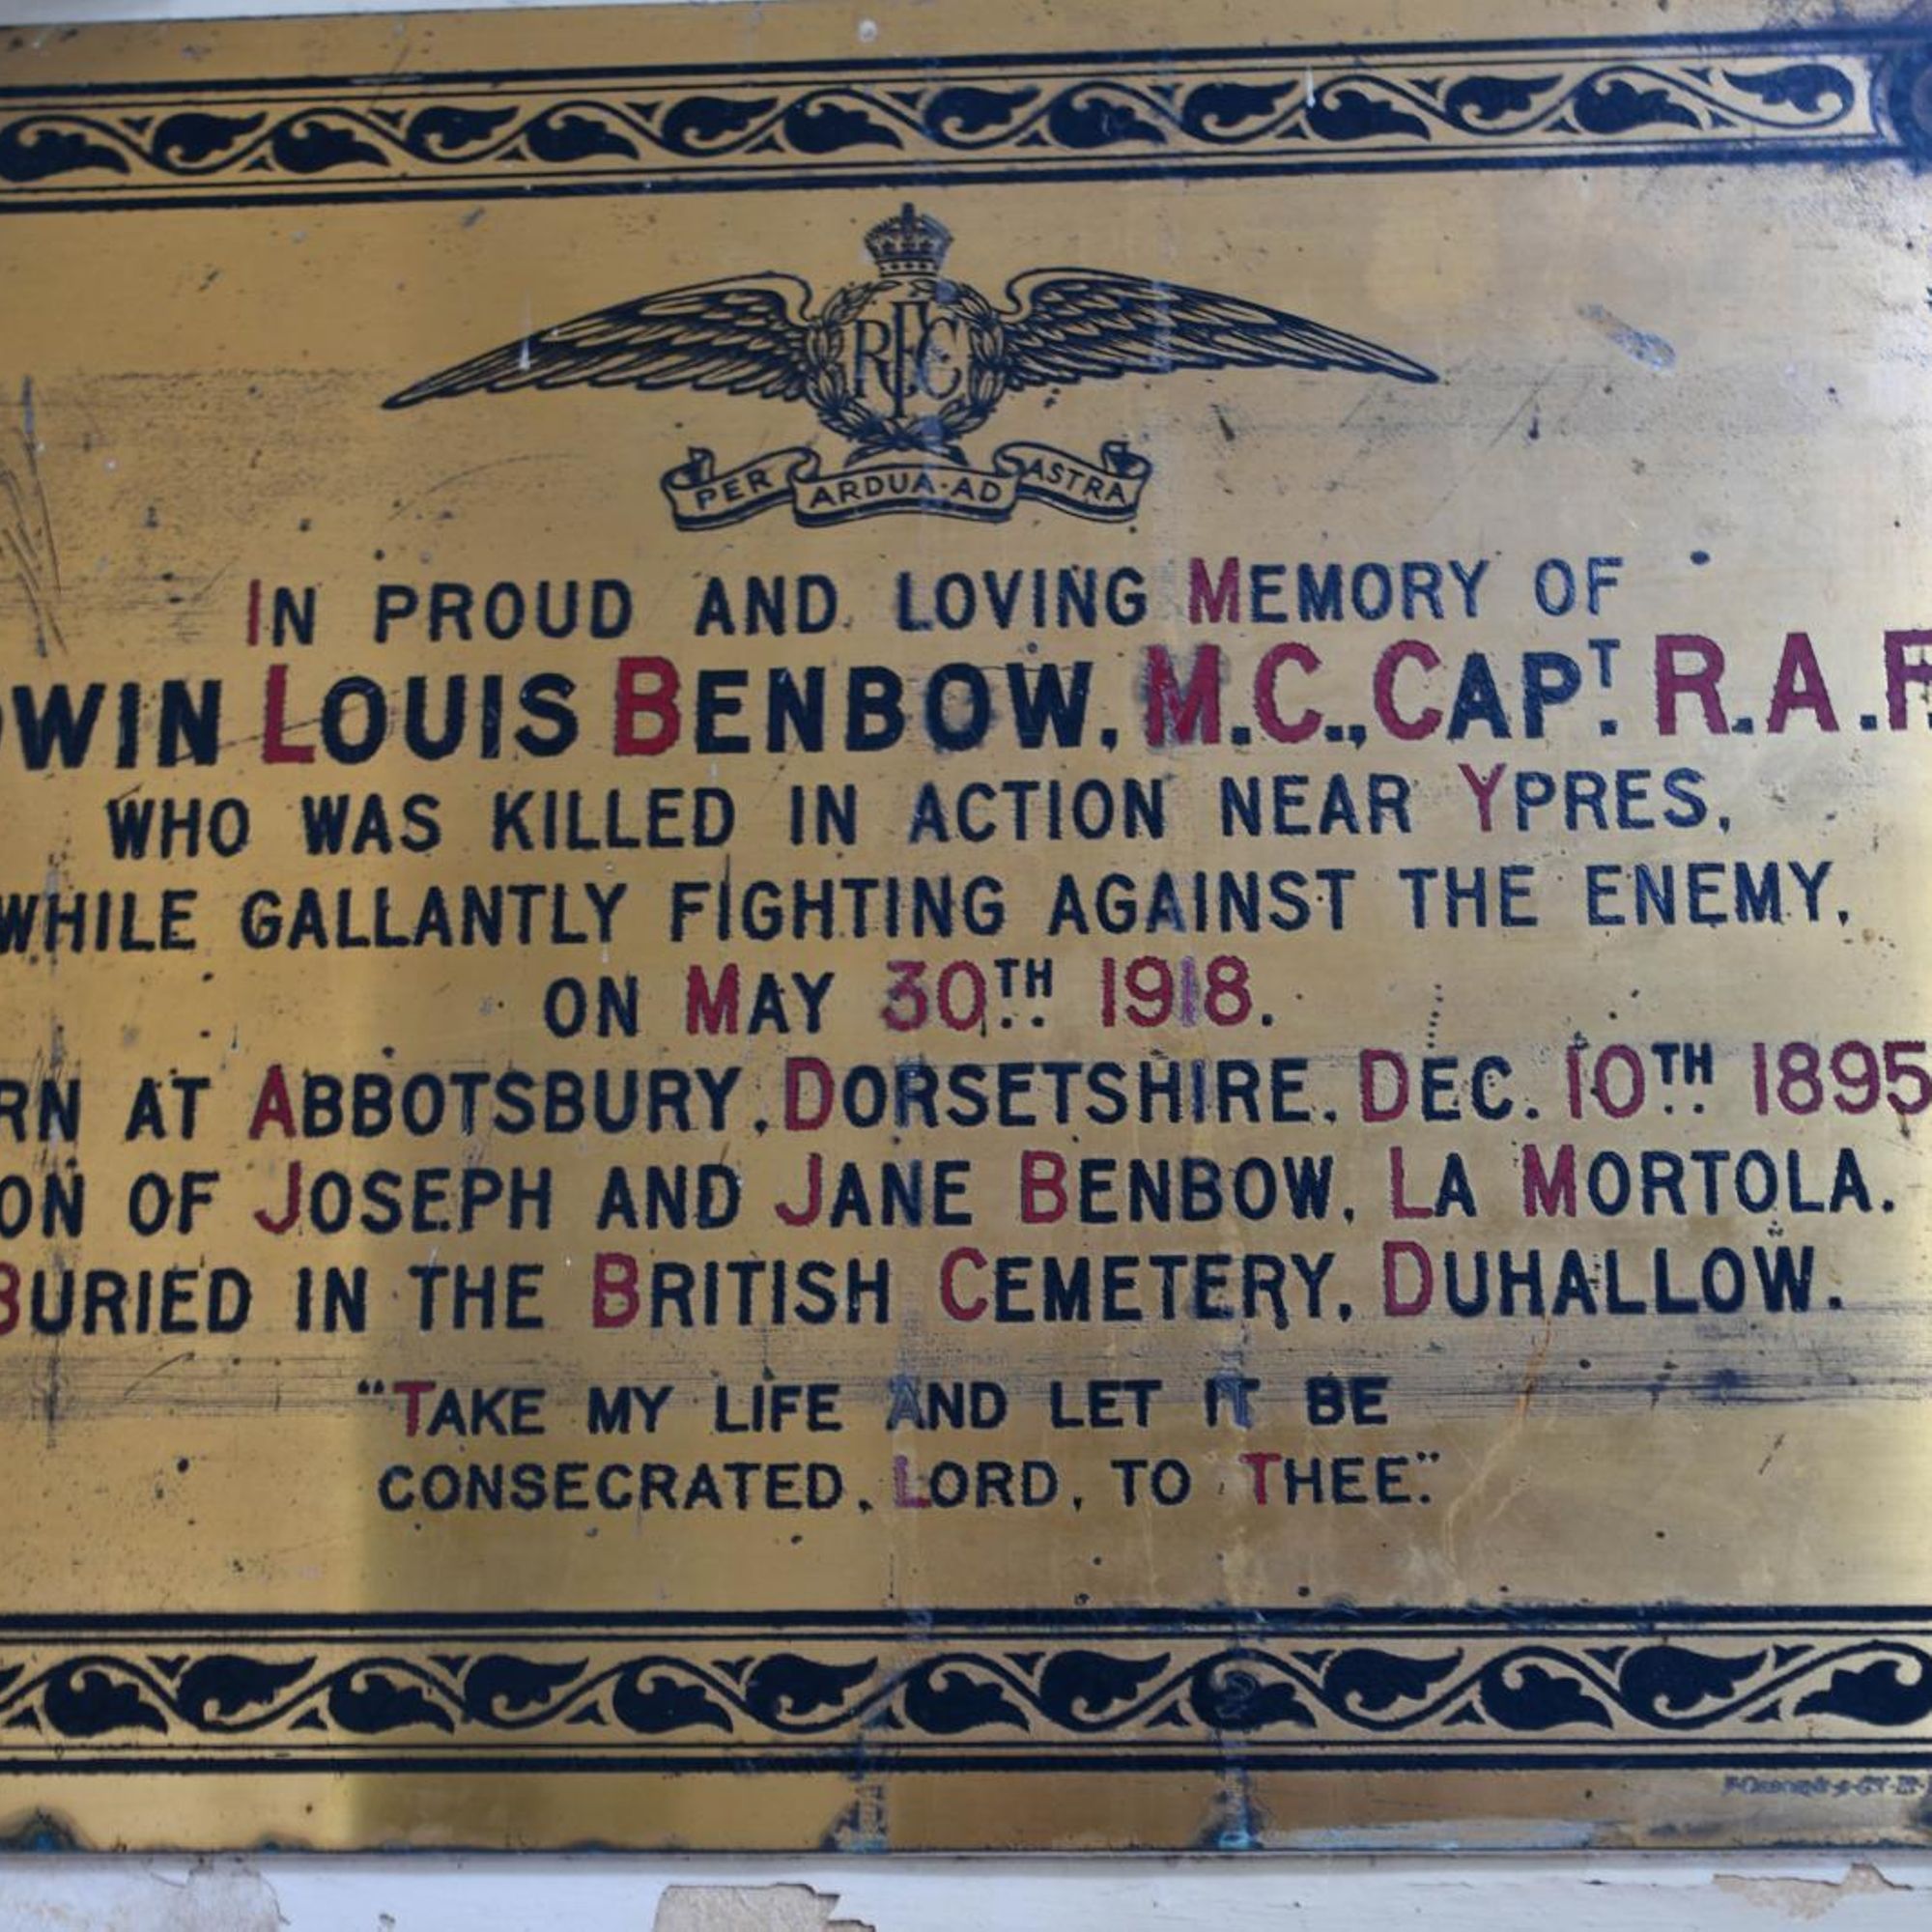 RFC
PER ARDUA·AD ASTRA
IN PROUD AND LOVING MEMORY OF
WIN LOUIS BENBOW, M.C., CAPT. R.A.F
WHO WAS KILLED IN ACTION NEAR YPRES,
WHILE GALLANTLY FIGHTING AGAINST THE ENEMY,
ON MAY 30TH 1918.
RN AT ABBOTSBURY, DORSETSHIRE, DEC. 10TH 1895
ON OF JOSEPH AND JANE BENBOW, LA MORTOLA.
BURIED IN THE BRITISH CEMETERY, DUHALLOW.
"TAKE MY LIFE AND LET IT BE
CONSECRATED, LORD, TO THEE."